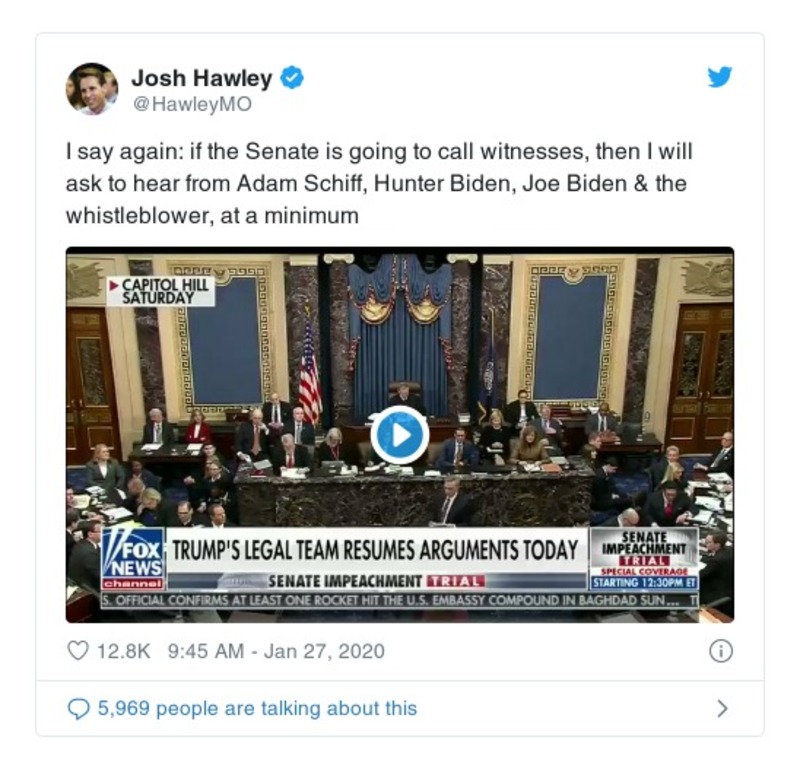 Josh Hawley
@HawleyMO
I say again: if the Senate is going to call witnesses, then I will
ask to hear from Adam Schiff, Hunter Biden, Joe Biden & the
whistleblower, at a minimum
CAPITOL HILL
SATURDAY
FOX
NEWS
channel
TRUMP'S LEGAL TEAM RESUMES ARGUMENTS TODAY
SENATE IMPEACHMENT TRIAL
SENATE
IMPEACHMENT
TRIAL
SPECIAL COVERAGE
STARTING 12:30PM ET
S. OFFICIAL CONFIRMS AT LEAST ONE ROCKET HIT THE U.S. EMBASSY COMPOUND IN BAGHDAD SUN... T
12.8K 9:45 AM - Jan 27, 2020
5,969 people are talking about this